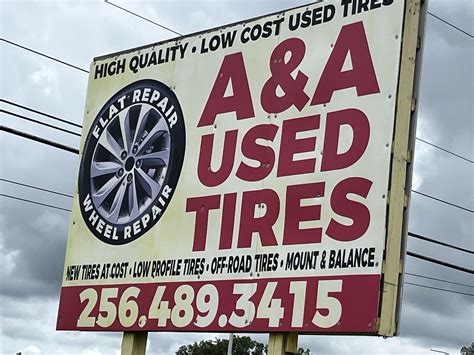 HIGH QUALITY • LOW COST USED TIRES
A&A
USED
TIRES
FLAT REPAIR
WHEEL REPAIR
NEW TIRES AT COST • LOW PROFILE TIRES • OFF-ROAD TIRES • MOUNT & BALANCE
256.489.3415